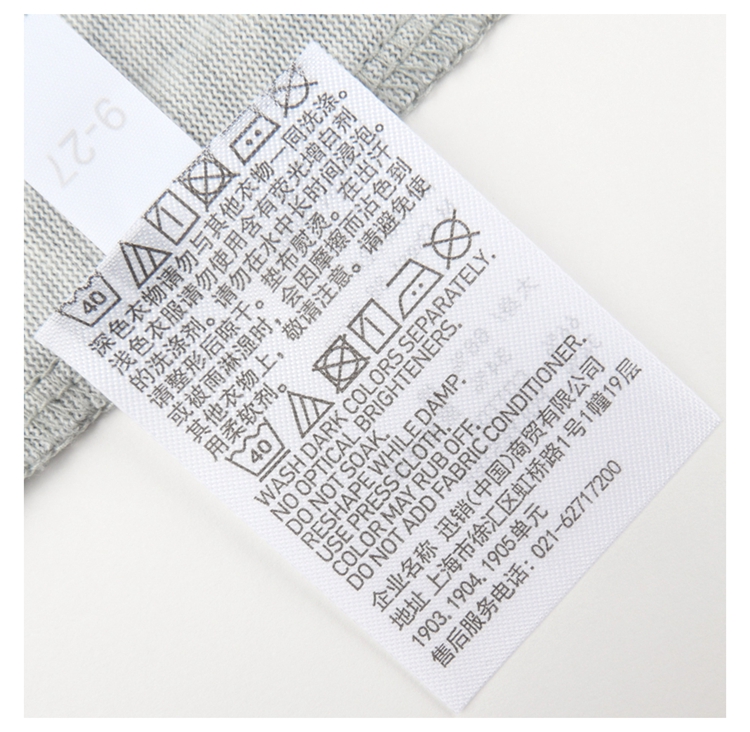 9-27
40
深色衣物请勿与其他衣物一同洗涤。
浅色衣服请勿使用含有荧光增白剂
的洗涤剂。请勿在水中长时间浸泡。
请整形后晾干。垫布熨烫。在出汗
或被雨淋湿时，会因摩擦而沾色到
其他衣物上，敬请注意。请避免使
用柔软剂。
40
WASH DARK COLORS SEPARATELY.
NO OPTICAL BRIGHTENERS.
DO NOT SOAK.
RESHAPE WHILE DAMP.
USE PRESS CLOTH.
COLOR MAY RUB OFF.
DO NOT ADD FABRIC CONDITIONER.
企业名称 迅销(中国)商贸有限公司
地址 上海市徐汇区虹桥路1号1幢19层
1903. 1904. 1905单元
售后服务电话：021-62717200